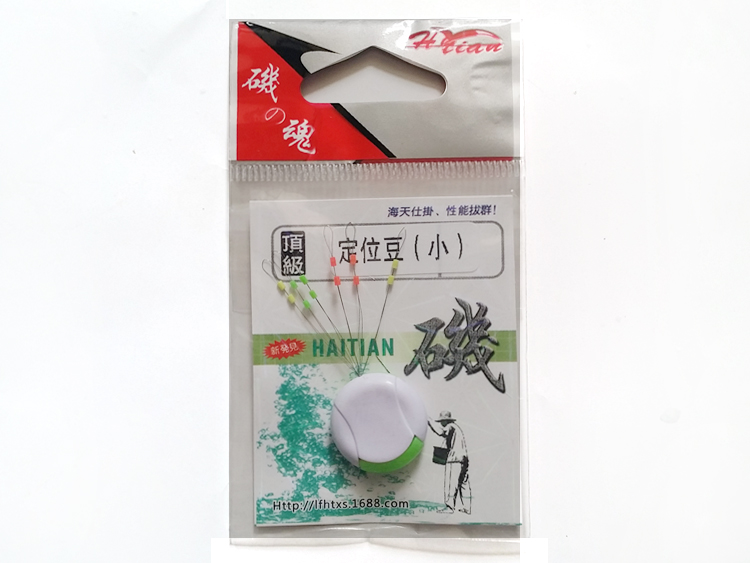 Haitian
磯の魂
海天仕掛、性能拔群!
頂級
定位豆(小)
新発見
HAITIAN
磯
Http://lfhtxs.1688.com